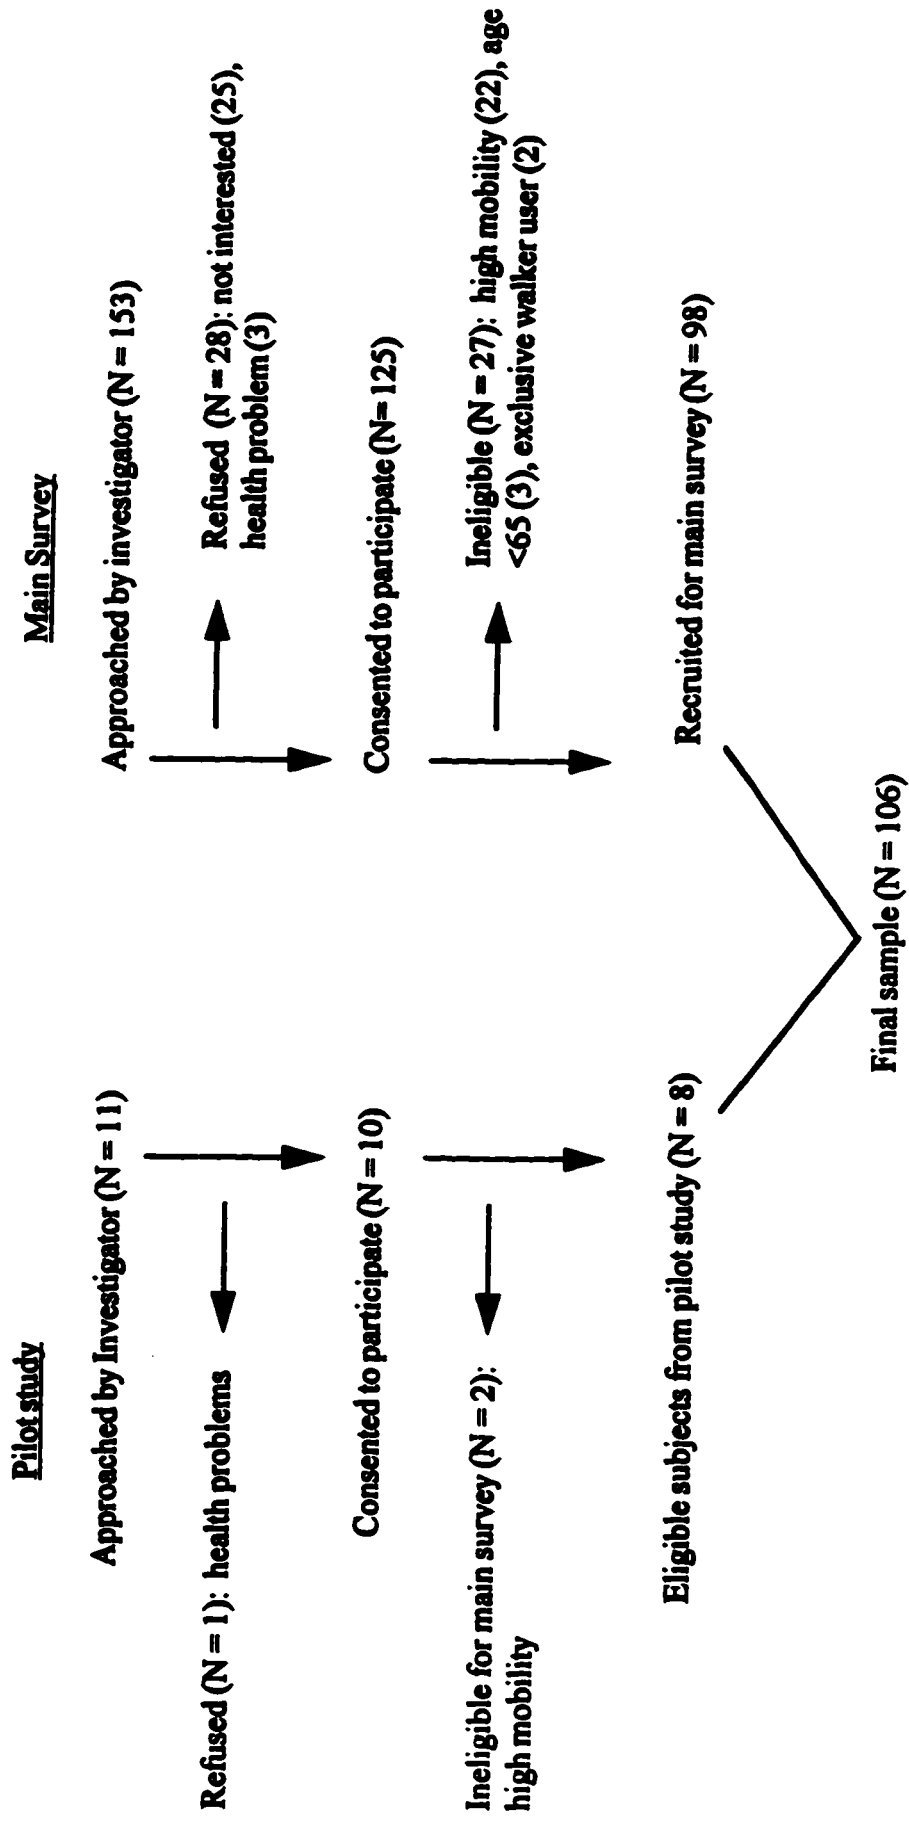 Pilot study
Approached by Investigator (N = 11)
Refused (N = 1): health problems
Consented to participate (N = 10)
Ineligible for main survey (N = 2):
high mobility
Eligible subjects from pilot study (N = 8)
Main Survey
Approached by investigator (N = 153)
Refused (N = 28): not interested (25),
health problem (3)
Consented to participate (N= 125)
Ineligible (N = 27): high mobility (22), age
<65 (3), exclusive walker user (2)
Recruited for main survey (N = 98)
Final sample (N = 106)